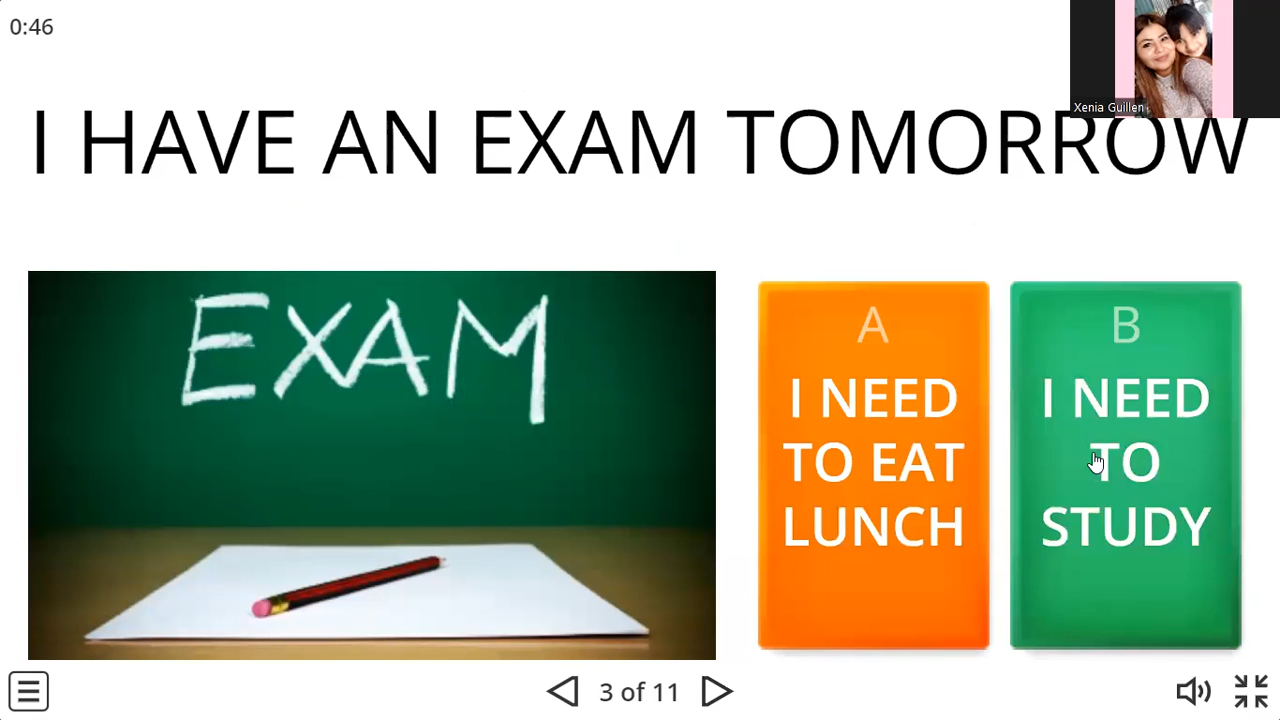 0:46
Xenia Guillen
I HAVE AN EXAM TOMORROW
EXAM
A
I NEED
TO EAT
LUNCH
B
I NEED
TO
STUDY
3 of 11